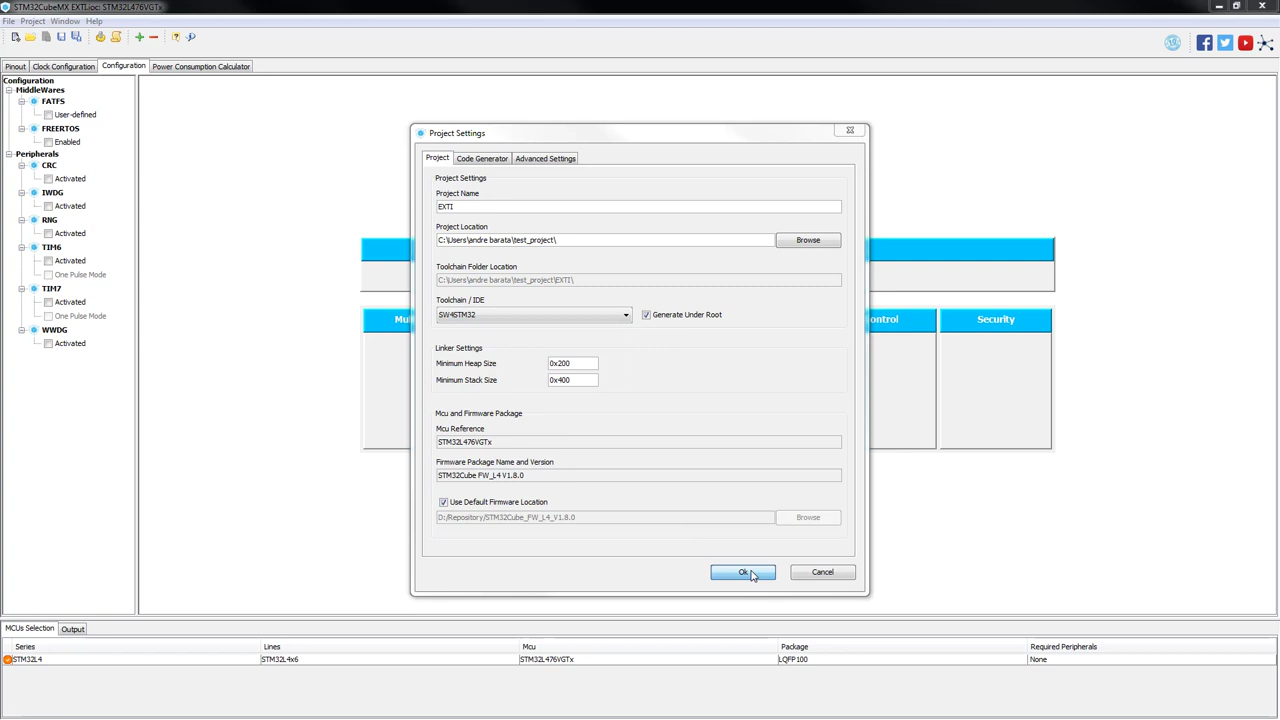 STM32CubeMX EXTI.ioc: STM32L476VGTx
File Project Window Help
Pinout Clock Configuration Configuration Power Consumption Calculator
Configuration
MiddleWares
FATFS
User-defined
FREERTOS
Enabled
Peripherals
CRC
Activated
IWDG
Activated
RNG
Activated
TIM6
Activated
One Pulse Mode
TIM7
Activated
One Pulse Mode
WWDG
Activated
Mu
ontrol
Security
Project Settings
Project Code Generator Advanced Settings
Project Settings
Project Name
EXTI
Project Location
C:\Users\andre barata\test_project\ Browse
Toolchain Folder Location
C:\Users\andre barata\test_project\EXTI\
Toolchain / IDE
SW4STM32 Generate Under Root
Linker Settings
Minimum Heap Size 0x200
Minimum Stack Size 0x400
Mcu and Firmware Package
Mcu Reference
STM32L476VGTx
Firmware Package Name and Version
STM32Cube FW_L4 V1.8.0
Use Default Firmware Location
D:/Repository/STM32Cube_FW_L4_V1.8.0 Browse
Ok Cancel
MCUs Selection Output
Series Lines Mcu Package Required Peripherals
STM32L4 STM32L4x6 STM32L476VGTx LQFP100 None